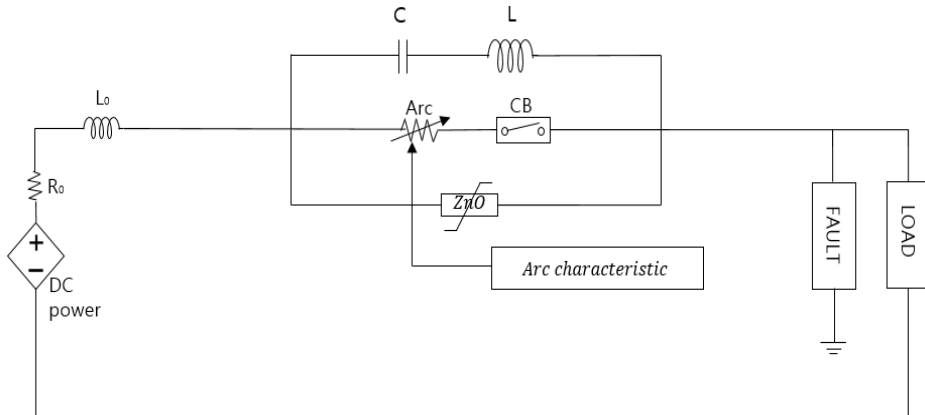 C
L
L₀
Arc
CB
R₀
ZnO
+
−
DC
power
Arc characteristic
FAULT
LOAD